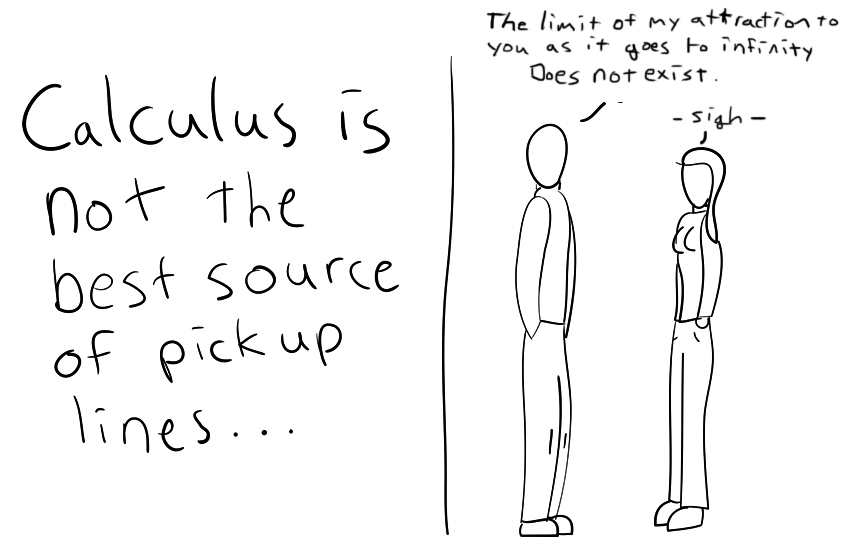 Calculus is
not the
best source
of pickup
lines...
The limit of my attraction to
you as it goes to infinity
Does not exist.
- sigh -